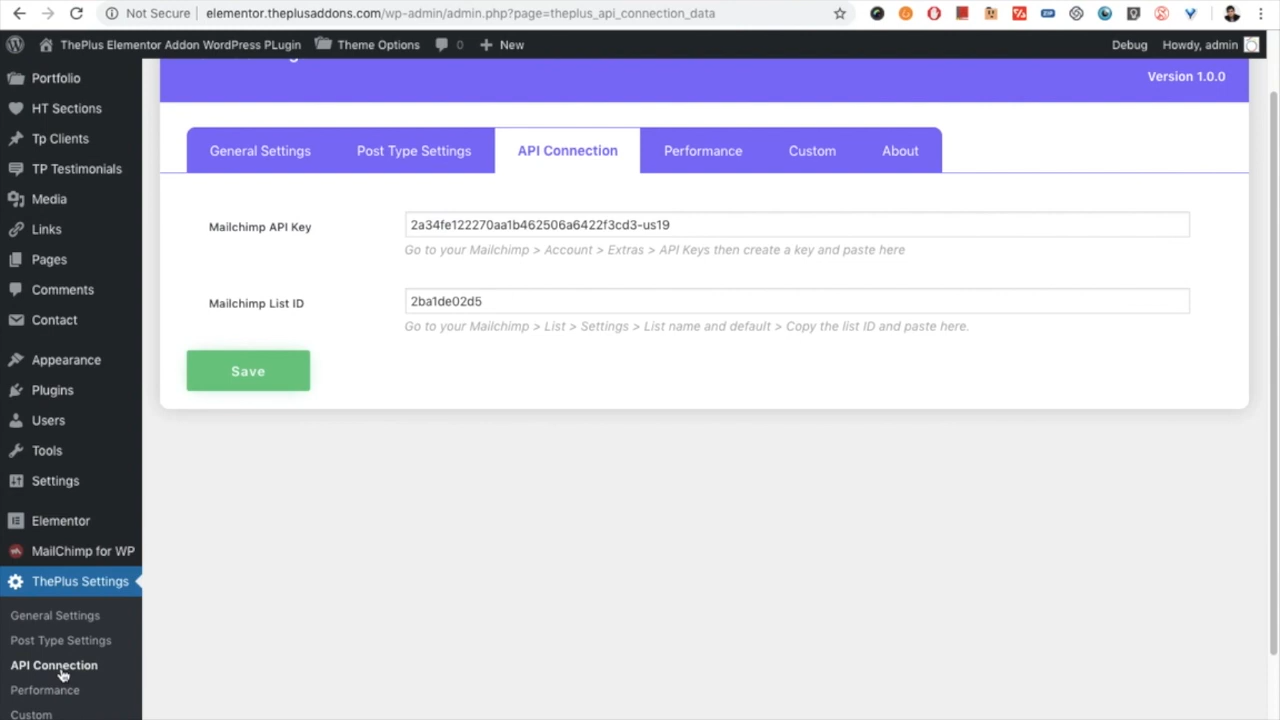 Not Secure
elementor.theplusaddons.com/wp-admin/admin.php?page=theplus_api_connection_data
ThePlus Elementor Addon WordPress PLugin
Theme Options
0
New
Debug
Howdy, admin
Portfolio
HT Sections
Tp Clients
TP Testimonials
Media
Links
Pages
Comments
Contact
Appearance
Plugins
Users
Tools
Settings
Elementor
MailChimp for WP
ThePlus Settings
General Settings
Post Type Settings
API Connection
Performance
Custom
Version 1.0.0
General Settings
Post Type Settings
API Connection
Performance
Custom
About
Mailchimp API Key
2a34fe122270aa1b462506a6422f3cd3-us19
Go to your Mailchimp > Account > Extras > API Keys then create a key and paste here
Mailchimp List ID
2ba1de02d5
Go to your Mailchimp > List > Settings > List name and default > Copy the list ID and paste here.
Save